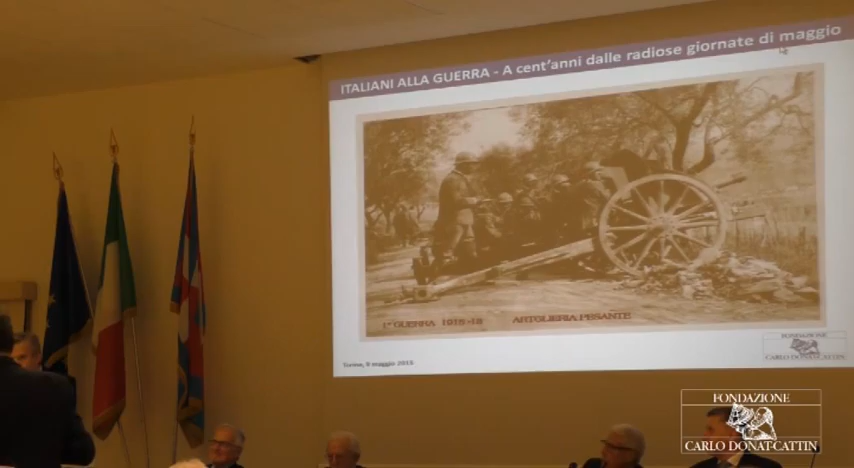 ITALIANI ALLA GUERRA - A cent'anni dalle radiose giornate di maggio
1ª GUERRA 1915-18 ARTGLIERIA PESANTE
FONDAZIONE
CARLO DONAT-CATTIN
Torino, 9 maggio 2015
FONDAZIONE
CARLO DONAT-CATTIN